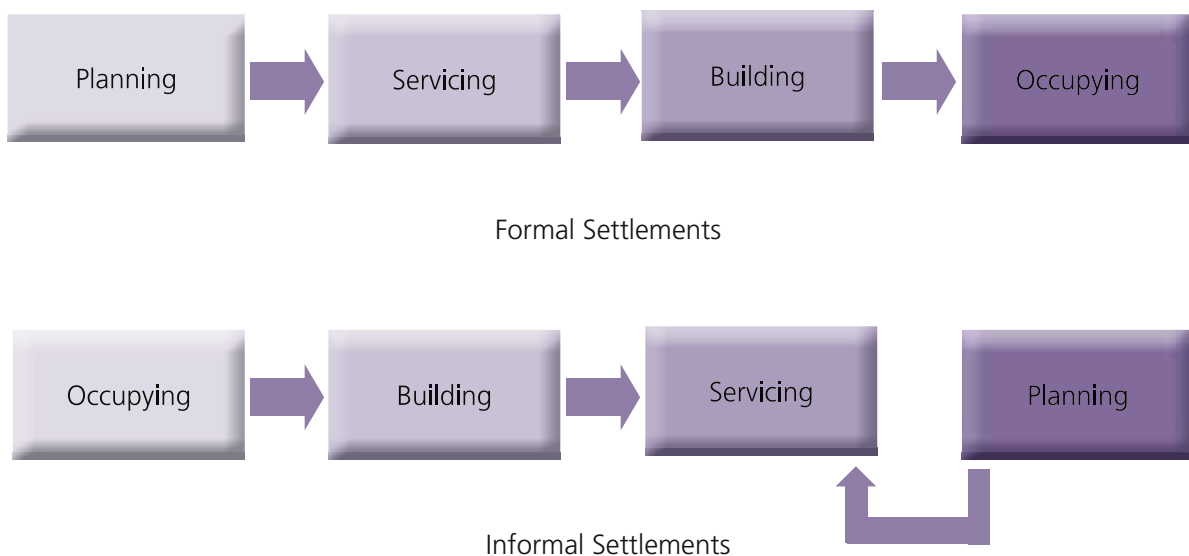 Planning
Servicing
Building
Occupying
Formal Settlements
Occupying
Building
Servicing
Planning
Informal Settlements